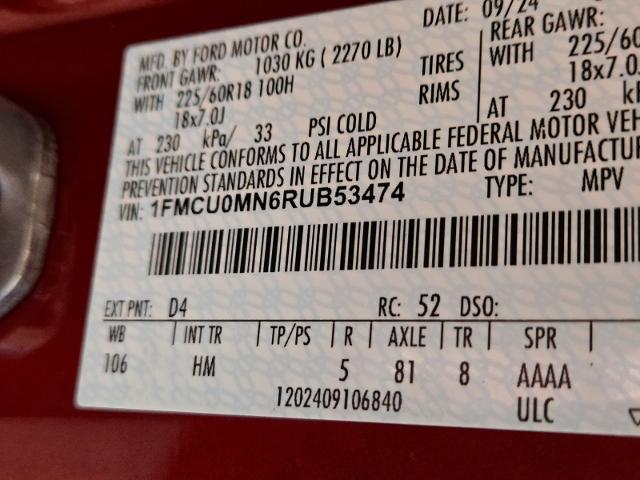 MFD. BY FORD MOTOR CO.
DATE: 09/24
FRONT GAWR: 1030 KG ( 2270 LB)
REAR GAWR:
WITH 225/60R18 100H TIRES
WITH 225/60
18x7.0J RIMS
18x7.0J
AT 230 kPa/ 33 PSI COLD
AT 230
THIS VEHICLE CONFORMS TO ALL APPLICABLE FEDERAL MOTOR VEH
PREVENTION STANDARDS IN EFFECT ON THE DATE OF MANUFACTU
VIN: 1FMCU0MN6RUB53474 TYPE: MPV
EXT PNT: D4 RC: 52 DSO:
WB | INT TR | TP/PS | R | AXLE | TR | SPR |
106 HM 5 81 8 AAAA
1202409106840 ULC